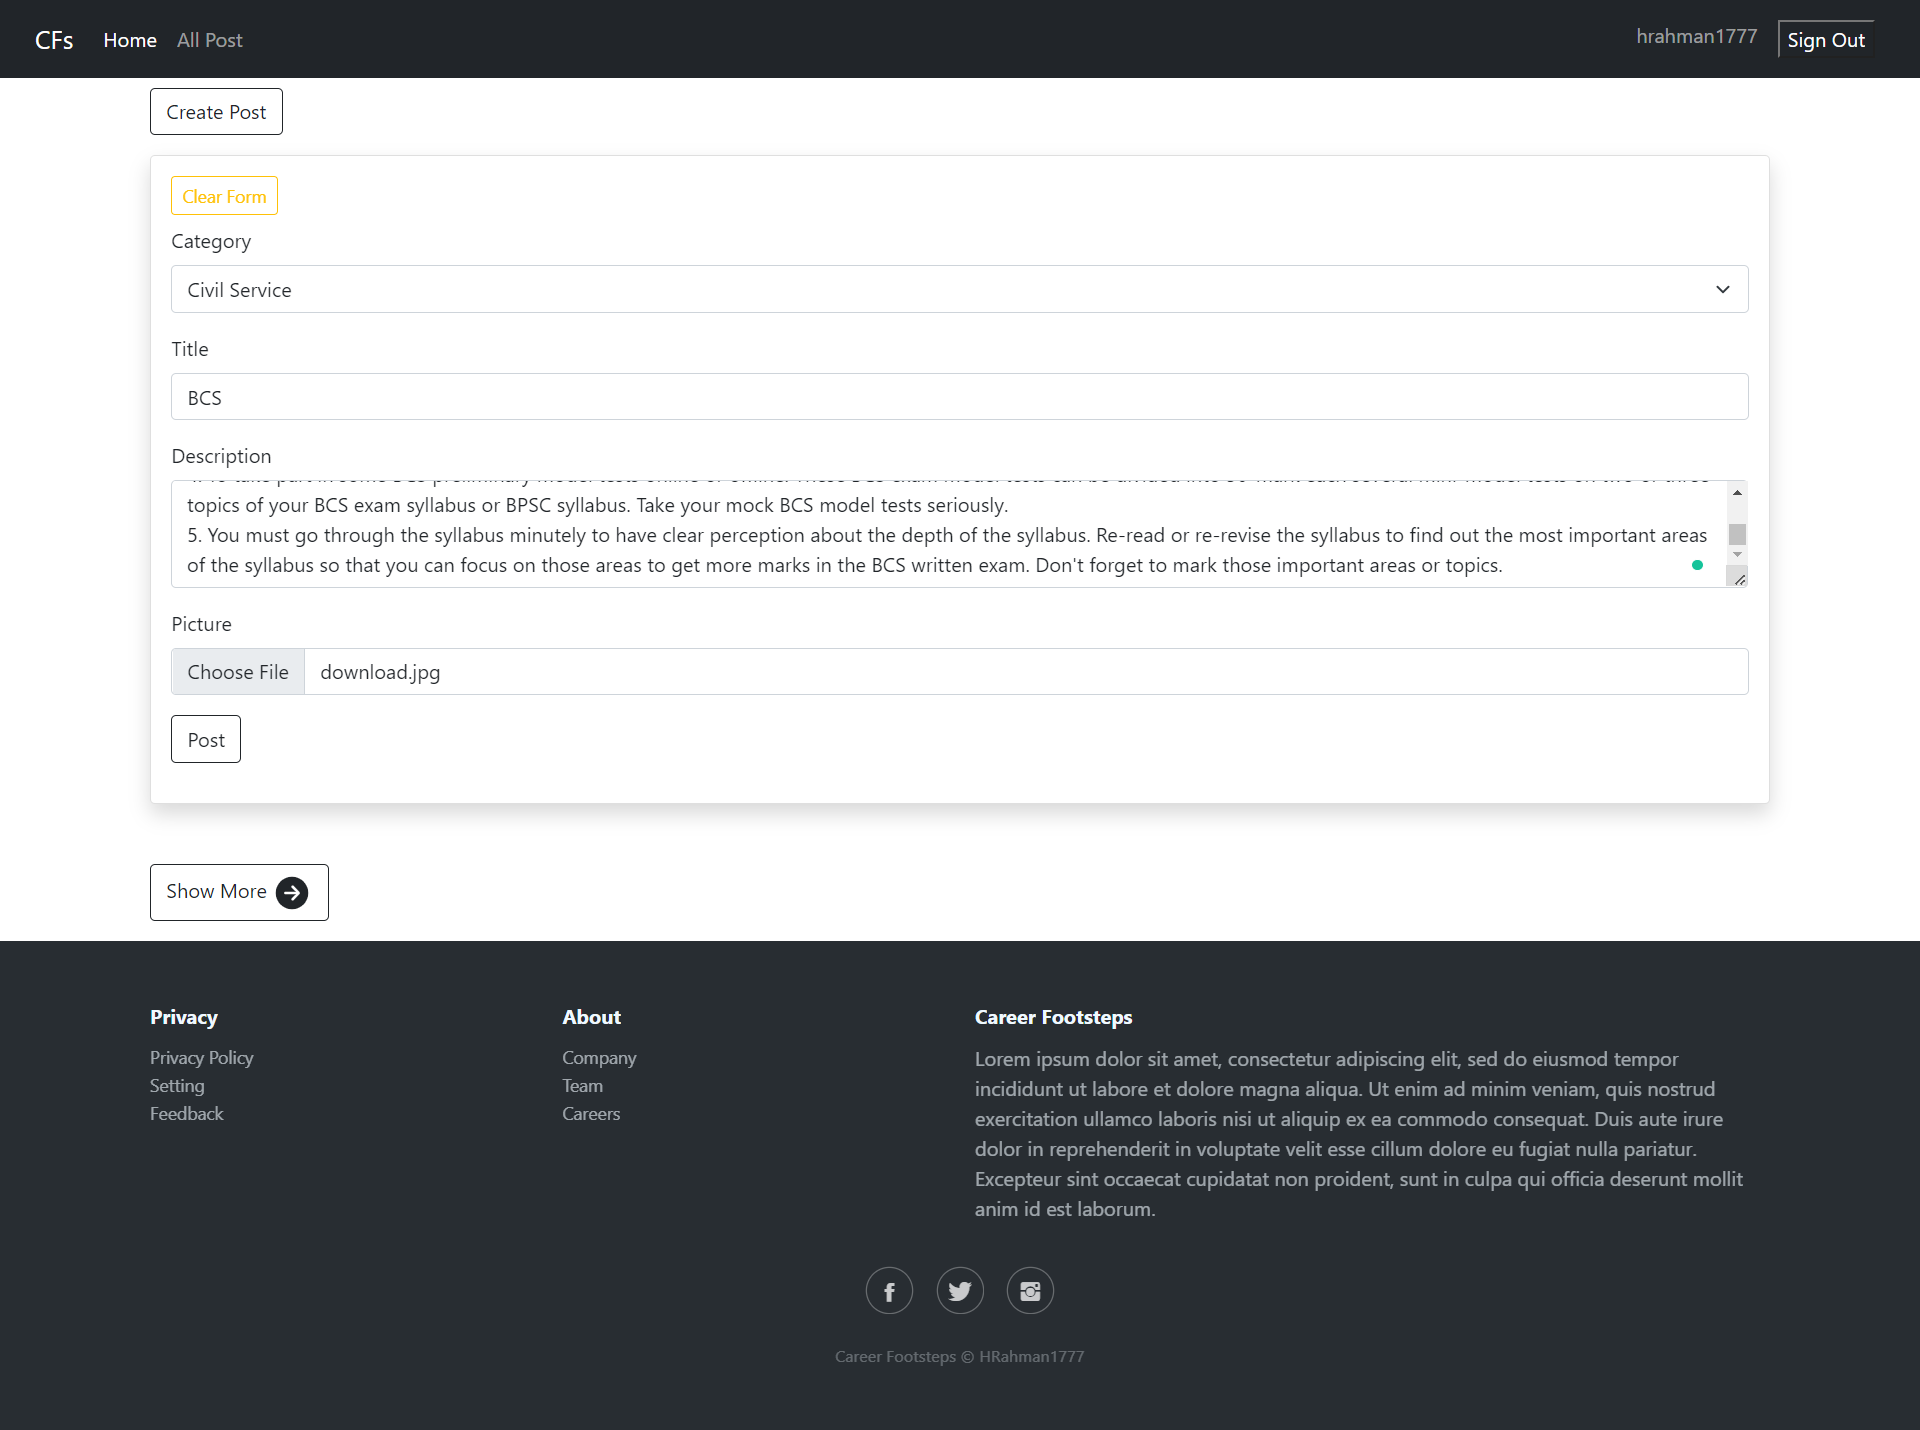 CFs Home All Post hrahman1777 Sign Out
Create Post
Clear Form
Category
Civil Service
Title
BCS
Description
topics of your BCS exam syllabus or BPSC syllabus. Take your mock BCS model tests seriously.
5. You must go through the syllabus minutely to have clear perception about the depth of the syllabus. Re-read or re-revise the syllabus to find out the most important areas
of the syllabus so that you can focus on those areas to get more marks in the BCS written exam. Don't forget to mark those important areas or topics.
Picture
Choose File download.jpg
Post
Show More
Privacy
Privacy Policy
Setting
Feedback
About
Company
Team
Careers
Career Footsteps
Lorem ipsum dolor sit amet, consectetur adipiscing elit, sed do eiusmod tempor
incididunt ut labore et dolore magna aliqua. Ut enim ad minim veniam, quis nostrud
exercitation ullamco laboris nisi ut aliquip ex ea commodo consequat. Duis aute irure
dolor in reprehenderit in voluptate velit esse cillum dolore eu fugiat nulla pariatur.
Excepteur sint occaecat cupidatat non proident, sunt in culpa qui officia deserunt mollit
anim id est laborum.
Career Footsteps © HRahman1777